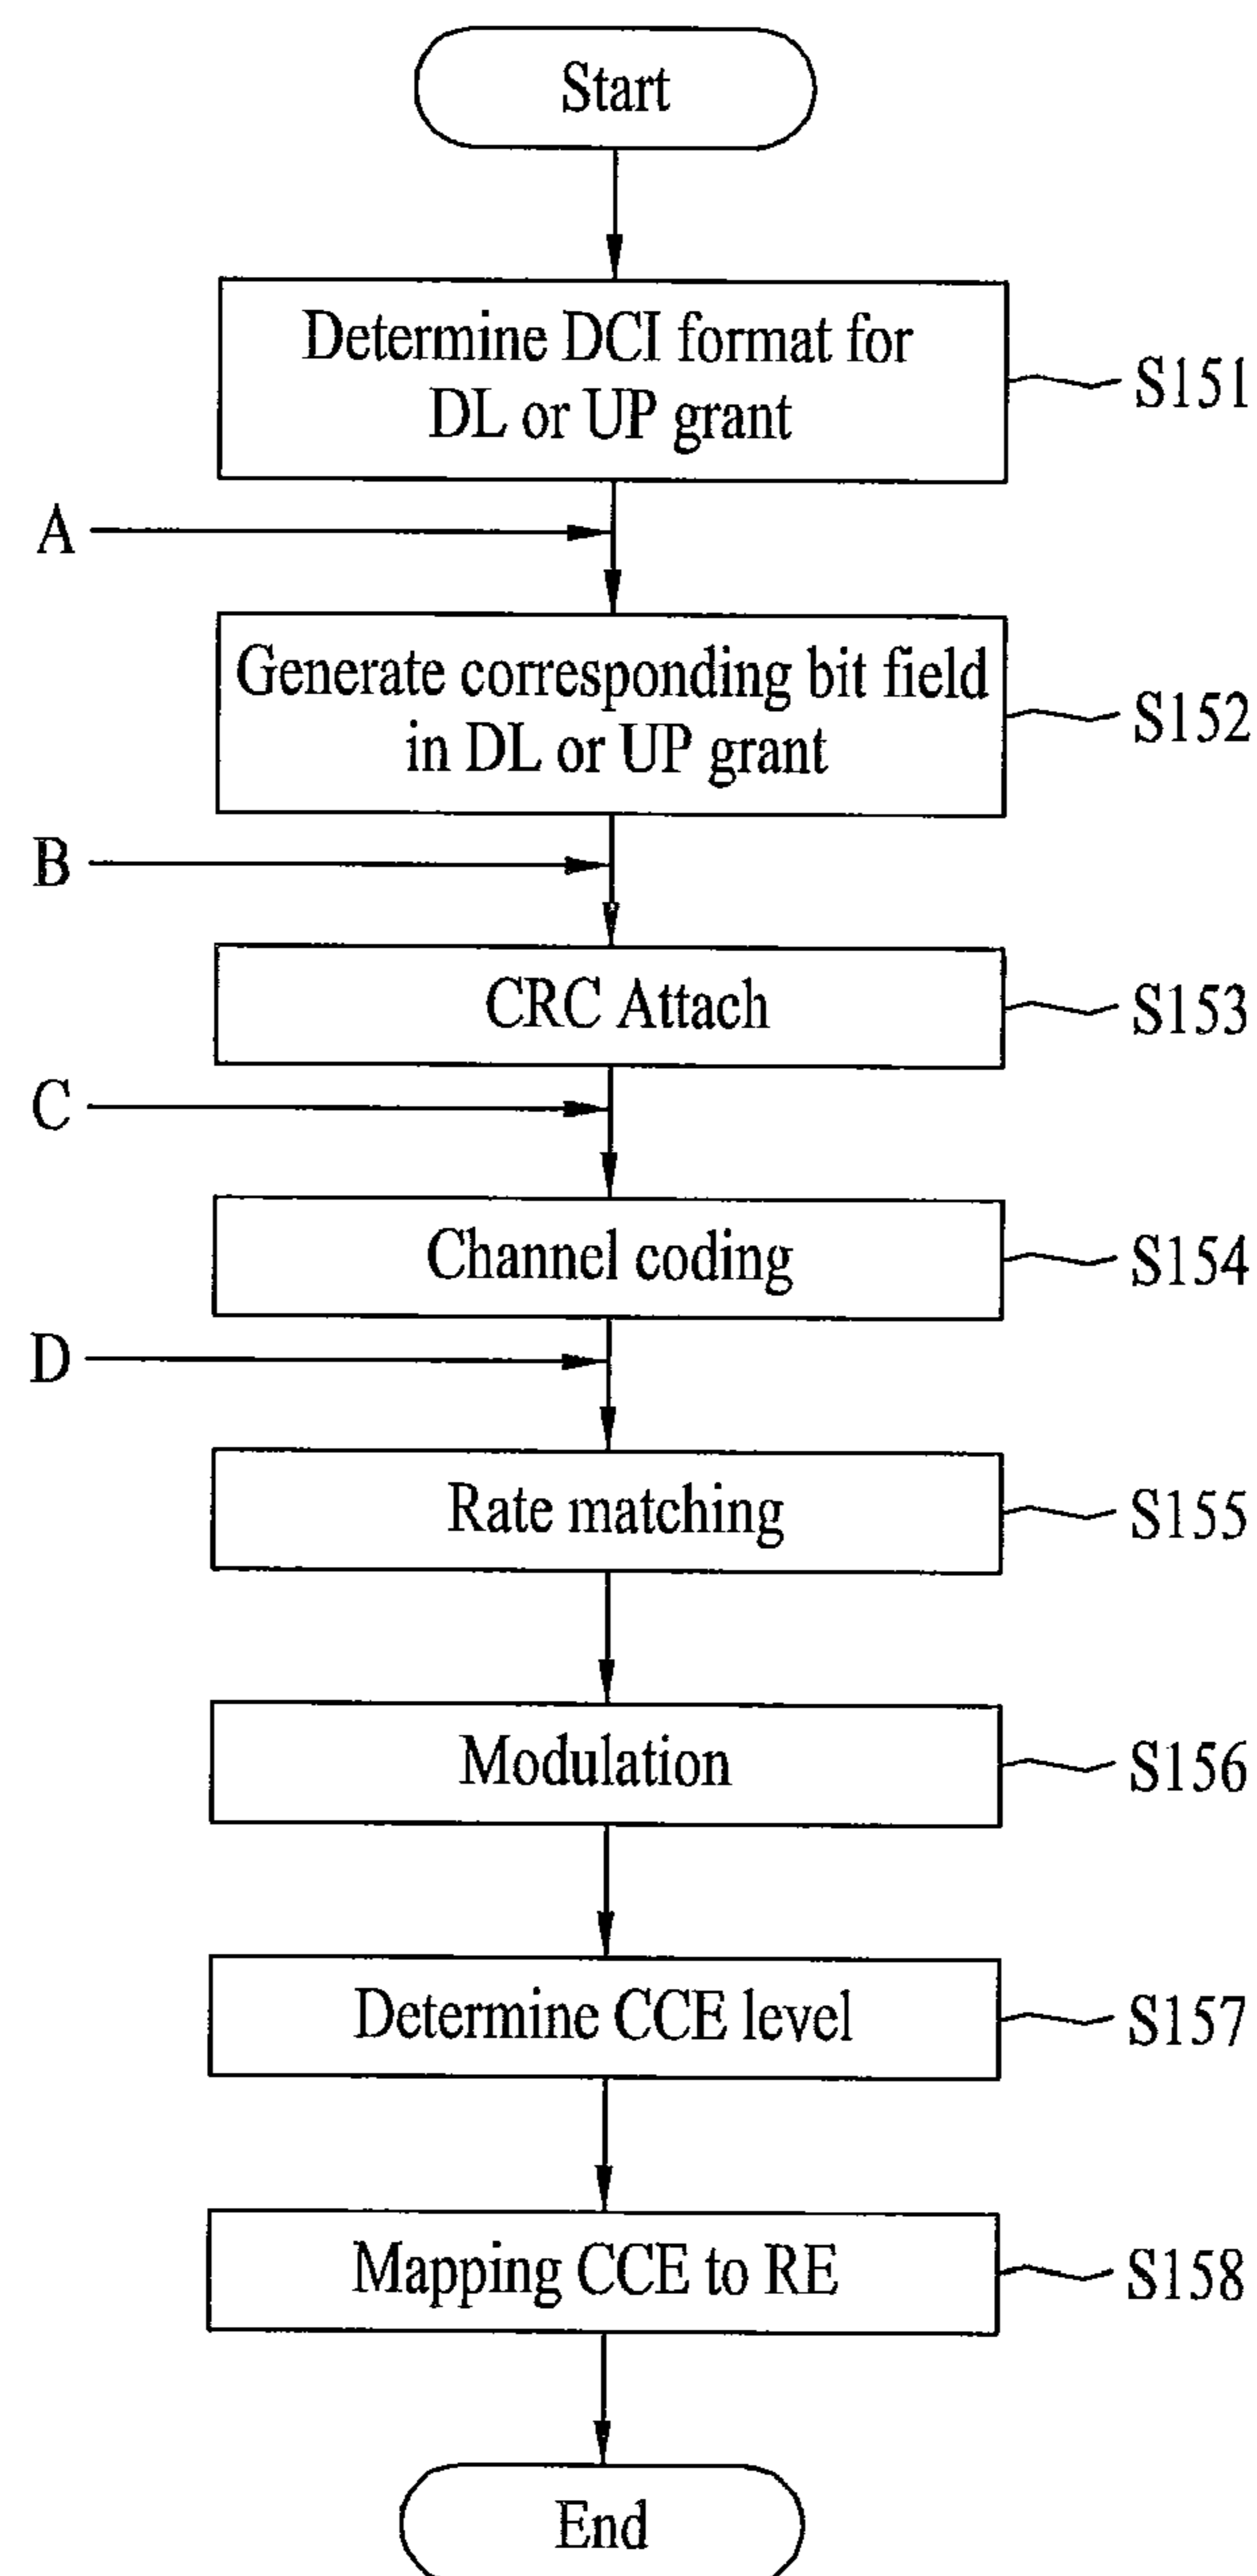 Start
Determine DCI format for
DL or UP grant
S151
A
Generate corresponding bit field
in DL or UP grant
S152
B
CRC Attach
S153
C
Channel coding
S154
D
Rate matching
S155
Modulation
S156
Determine CCE level
S157
Mapping CCE to RE
S158
End